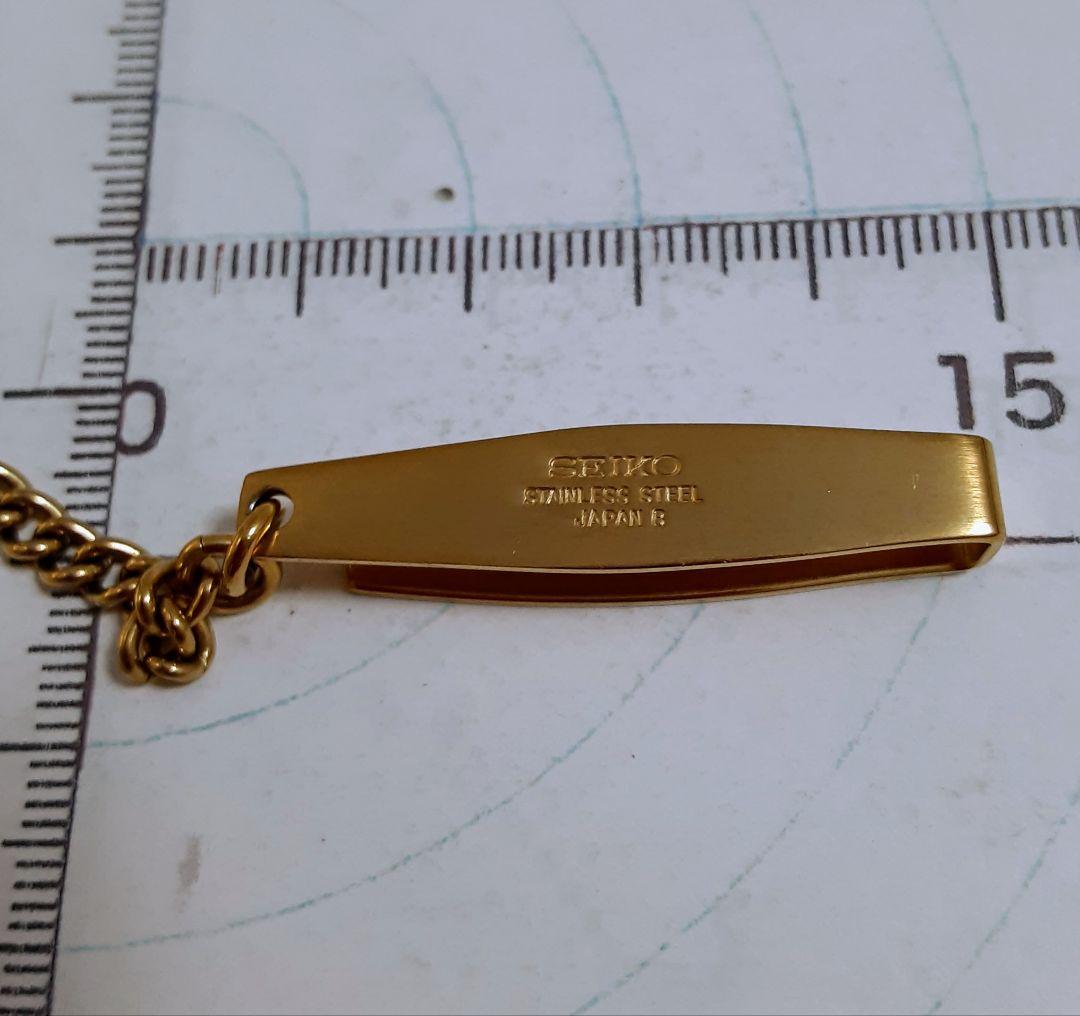 0
15
SEIKO
STAINLESS STEEL
JAPAN B